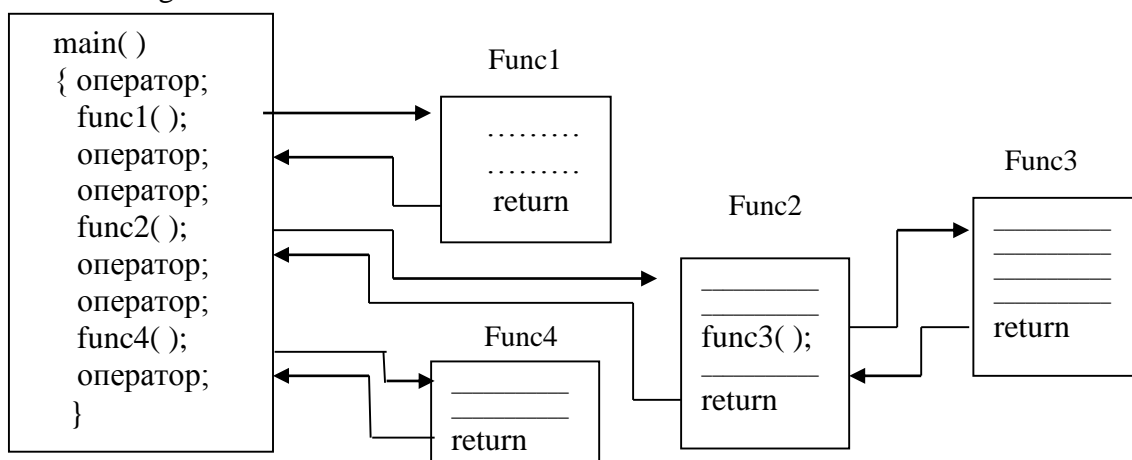 main( )
{ оператор;
func1( );
оператор;
оператор;
func2( );
оператор;
оператор;
func4( );
оператор;
}
Func1
………
………
return
Func2
func3( );
return
Func3
return
Func4
return